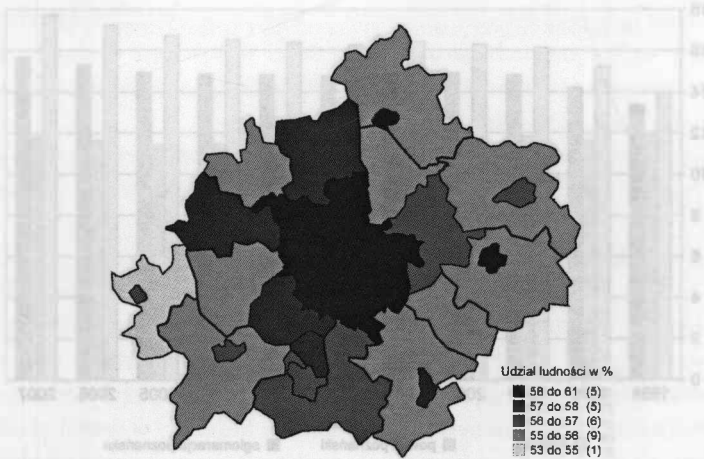 Udział ludności w %
58 do 61 (5)
57 do 58 (5)
56 do 57 (6)
55 do 56 (9)
53 do 55 (1)